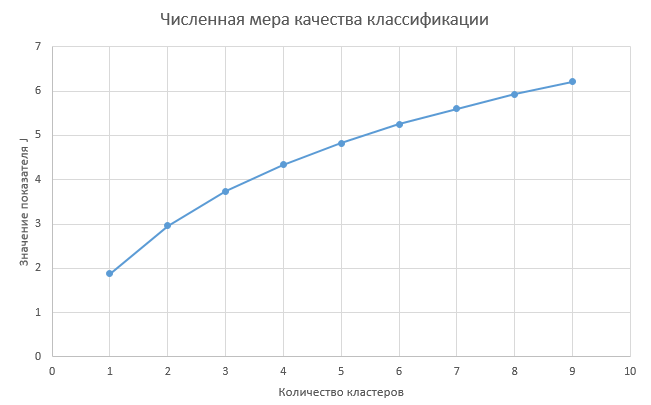 Численная мера качества классификации
7
6
5
4
3
2
1
0
Значение показателя J
0 1 2 3 4 5 6 7 8 9 10
Количество кластеров